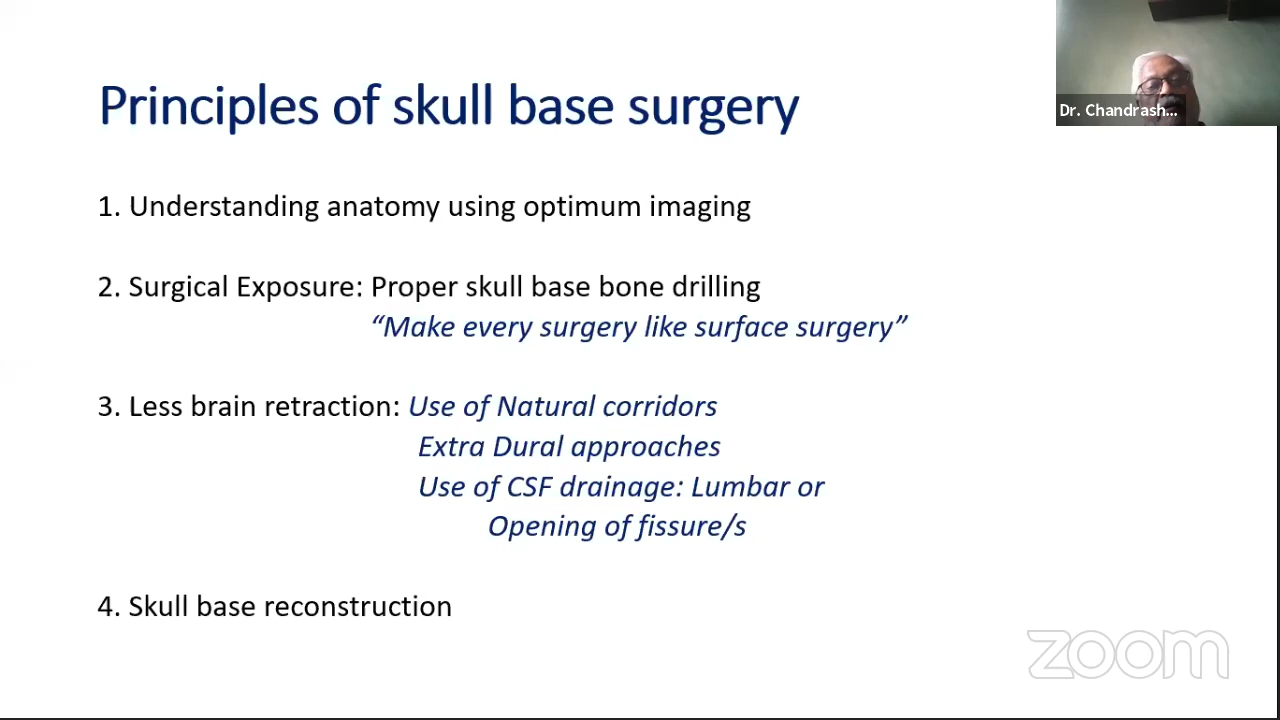 Principles of skull base surgery
Dr. Chandrash...
1. Understanding anatomy using optimum imaging
2. Surgical Exposure: Proper skull base bone drilling
“Make every surgery like surface surgery”
3. Less brain retraction: Use of Natural corridors
Extra Dural approaches
Use of CSF drainage: Lumbar or
Opening of fissure/s
4. Skull base reconstruction
zoom